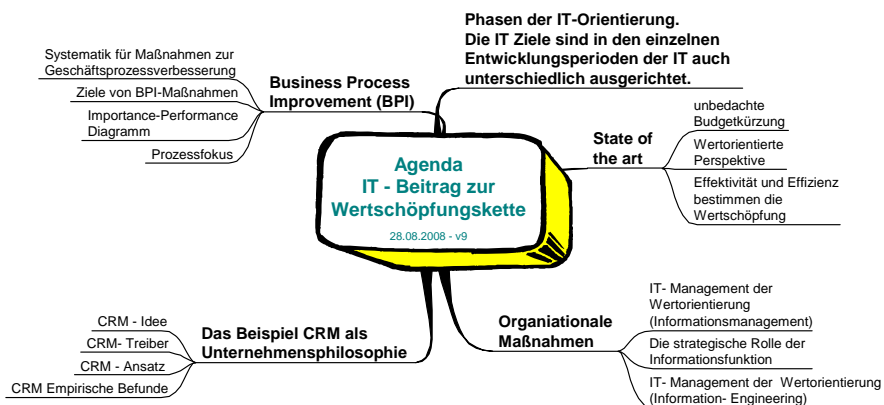 Agenda
IT - Beitrag zur
Wertschöpfungskette
28.08.2008 - v9
Phasen der IT-Orientierung.
Die IT Ziele sind in den einzelnen
Entwicklungsperioden der IT auch
unterschiedlich ausgerichtet.
State of
the art
unbedachte
Budgetkürzung
Wertorientierte
Perspektive
Effektivität und Effizienz
bestimmen die
Wertschöpfung
Organiationale
Maßnahmen
IT- Management der
Wertorientierung
(Informationsmanagement)
Die strategische Rolle der
Informationsfunktion
IT- Management der Wertorientierung
(Information- Engineering)
Das Beispiel CRM als
Unternehmensphilosophie
CRM - Idee
CRM- Treiber
CRM - Ansatz
CRM Empirische Befunde
Business Process
Improvement (BPI)
Systematik für Maßnahmen zur
Geschäftsprozessverbesserung
Ziele von BPI-Maßnahmen
Importance-Performance
Diagramm
Prozessfokus